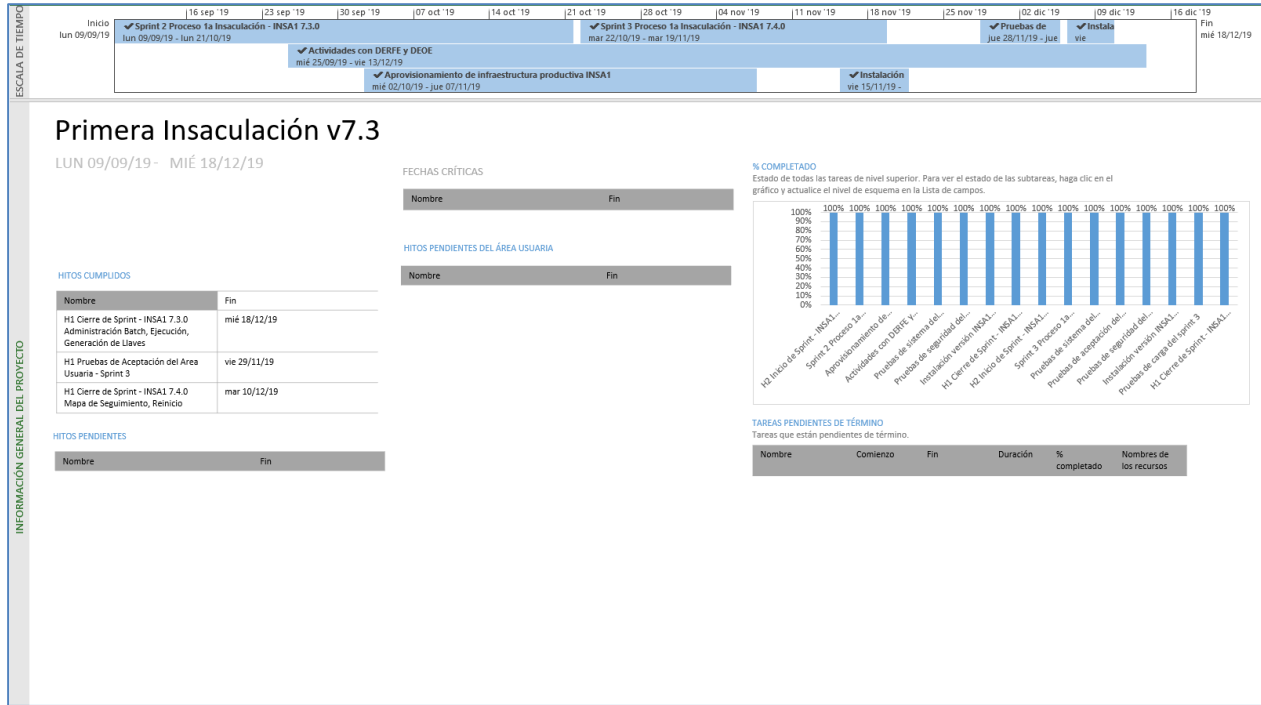 ESCALA DE TIEMPO
16 sep '19
23 sep '19
30 sep '19
07 oct '19
14 oct '19
21 oct '19
28 oct '19
04 nov '19
11 nov '19
18 nov '19
25 nov '19
02 dic '19
09 dic '19
16 dic '19
Inicio
lun 09/09/19
Fin
mié 18/12/19
Sprint 2 Proceso 1a Insaculación - INSA1 7.3.0
lun 09/09/19 - lun 21/10/19
Sprint 3 Proceso 1a Insaculación - INSA1 7.4.0
mar 22/10/19 - mar 19/11/19
Pruebas de
jue 28/11/19 - jue
Instala
vie
Actividades con DERFE y DEOE
mié 25/09/19 - vie 13/12/19
Aprovisionamiento de infraestructura productiva INSA1
mié 02/10/19 - jue 07/11/19
Instalación
vie 15/11/19 -
INFORMACIÓN GENERAL DEL PROYECTO
Primera Insaculación v7.3
LUN 09/09/19 - MIÉ 18/12/19
HITOS CUMPLIDOS
Nombre Fin
H1 Cierre de Sprint - INSA1 7.3.0 mié 18/12/19
Administración Batch, Ejecución,
Generación de Llaves
H1 Pruebas de Aceptación del Area vie 29/11/19
Usuaria - Sprint 3
H1 Cierre de Sprint - INSA1 7.4.0 mar 10/12/19
Mapa de Seguimiento, Reinicio
HITOS PENDIENTES
Nombre Fin
FECHAS CRÍTICAS
Nombre Fin
HITOS PENDIENTES DEL ÁREA USUARIA
Nombre Fin
% COMPLETADO
Estado de todas las tareas de nivel superior. Para ver el estado de las subtareas, haga clic en el
gráfico y actualice el nivel de esquema en la Lista de campos.
100% 100% 100% 100% 100% 100% 100% 100% 100% 100% 100% 100% 100% 100% 100%
100%
90%
80%
70%
60%
50%
40%
30%
20%
10%
0%
H2 Inicio de Sprint - INSA1...
Sprint 2 Proceso 1a...
Aprovisionamiento de...
Actividades con DERFE y...
Pruebas de sistema del...
Pruebas de seguridad del...
Instalación versión INSA1...
H1 Cierre de Sprint - INSA1...
H2 Inicio de Sprint - INSA1...
Sprint 3 Proceso 1a...
Pruebas de sistema del...
Pruebas de aceptación del...
Pruebas de seguridad del...
Instalación versión INSA1...
Pruebas de carga del sprint 3
H1 Cierre de Sprint - INSA1...
TAREAS PENDIENTES DE TÉRMINO
Tareas que están pendientes de término.
Nombre Comienzo Fin Duración % completado Nombres de los recursos